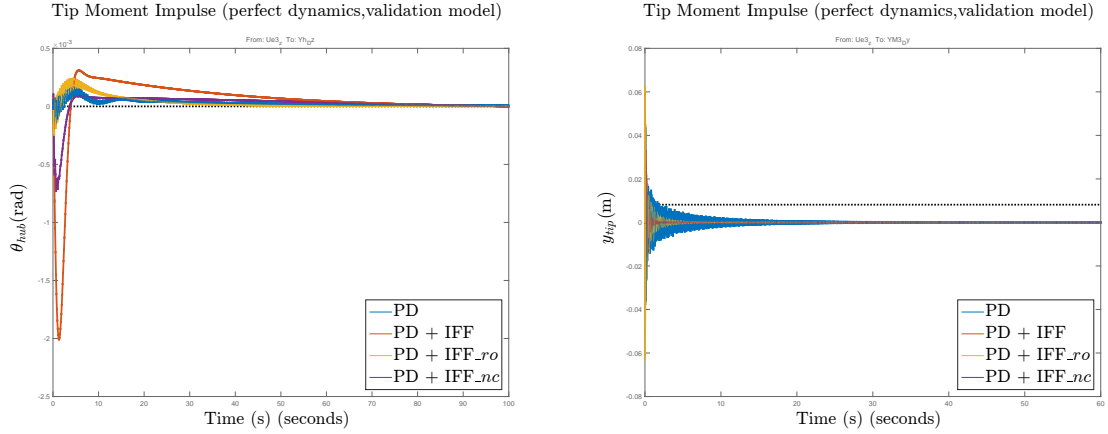 Tip Moment Impulse (perfect dynamics,validation model)
From: Ue3_z To: Yh_Dz
×10^-3
0.5
0
-0.5
-1
-1.5
-2
-2.5
θ_hub(rad)
0 10 20 30 40 50 60 70 80 90 100
Time (s) (seconds)
PD
PD + IFF
PD + IFF_ro
PD + IFF_nc
Tip Moment Impulse (perfect dynamics,validation model)
From: Ue3_z To: YM3_Dy
0.08
0.06
0.04
0.02
0
-0.02
-0.04
-0.06
-0.08
y_tip(m)
0 10 20 30 40 50 60
Time (s) (seconds)
PD
PD + IFF
PD + IFF_ro
PD + IFF_nc